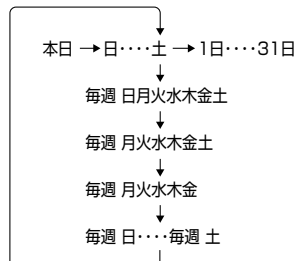 本日 → 日････土 → 1日････31日
毎週 日月火水木金土
毎週 月火水木金土
毎週 月火水木金
毎週 日････毎週 土